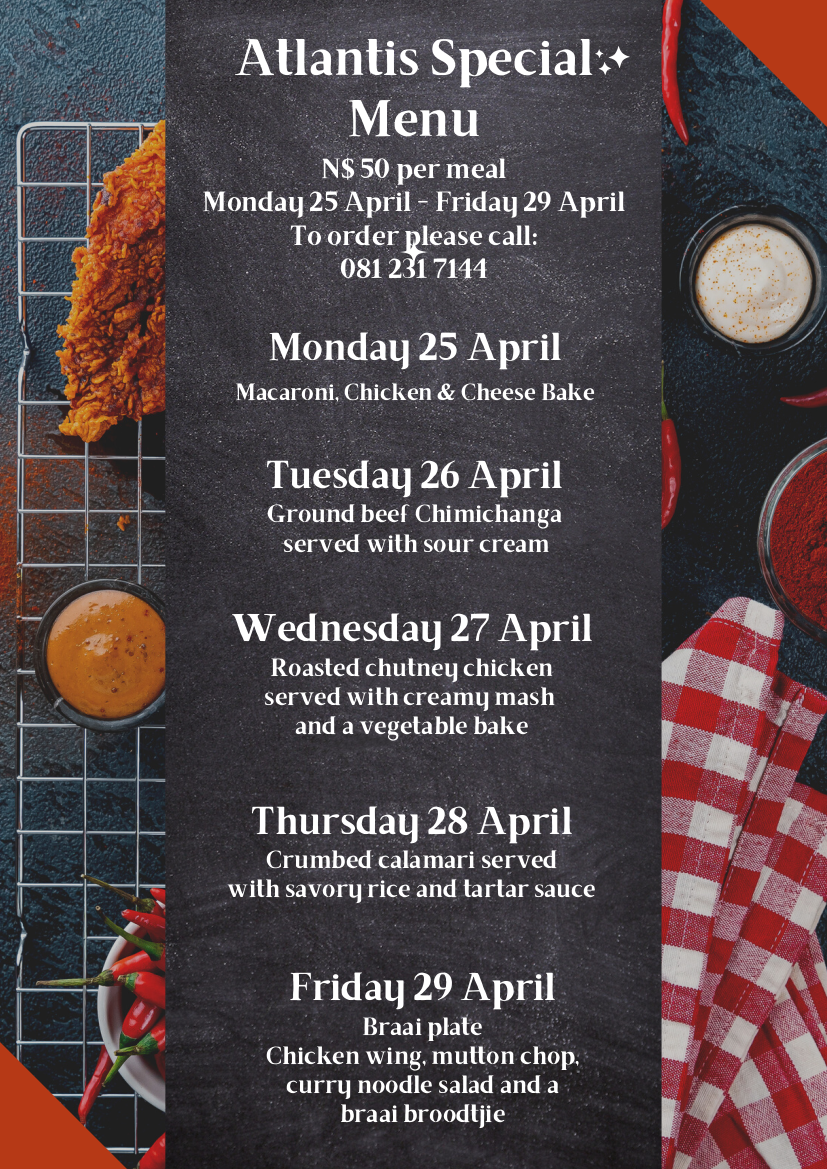 Atlantis Special
Menu
N$ 50 per meal
Monday 25 April - Friday 29 April
To order please call:
081 231 7144
Monday 25 April
Macaroni, Chicken & Cheese Bake
Tuesday 26 April
Ground beef Chimichanga
served with sour cream
Wednesday 27 April
Roasted chutney chicken
served with creamy mash
and a vegetable bake
Thursday 28 April
Crumbed calamari served
with savory rice and tartar sauce
Friday 29 April
Braai plate
Chicken wing, mutton chop,
curry noodle salad and a
braai broodtjie